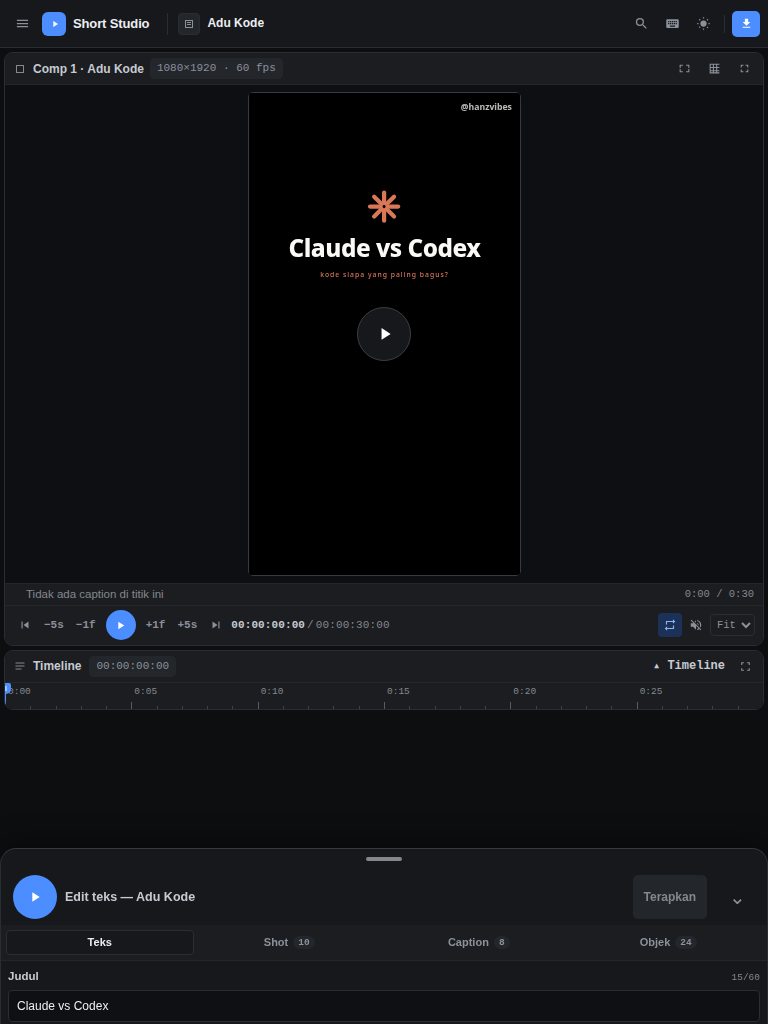 Short Studio
Adu Kode
Comp 1 · Adu Kode
1080×1920 · 60 fps
@hanzvibes
Claude vs Codex
kode siapa yang paling bagus?
Tidak ada caption di titik ini
0:00 / 0:30
−5s
−1f
+1f
+5s
00:00:00:00/00:00:30:00
Fit
Timeline
00:00:00:00
▲ Timeline
0:00
0:05
0:10
0:15
0:20
0:25
Edit teks — Adu Kode
Terapkan
Teks
Shot 10
Caption 8
Objek 24
Judul
15/60
Claude vs Codex